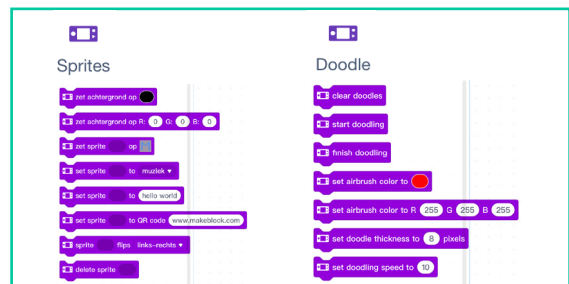 Sprites
zet achtergrond op
zet achtergrond op R: 0 G: 0 B: 0
zet sprite op
set sprite to muziek
set sprite to hello world
set sprite to QR code www.makeblock.com
sprite flips links-rechts
delete sprite
Doodle
clear doodles
start doodling
finish doodling
set airbrush color to
set airbrush color to R 255 G 255 B 255
set doodle thickness to 8 pixels
set doodling speed to 10